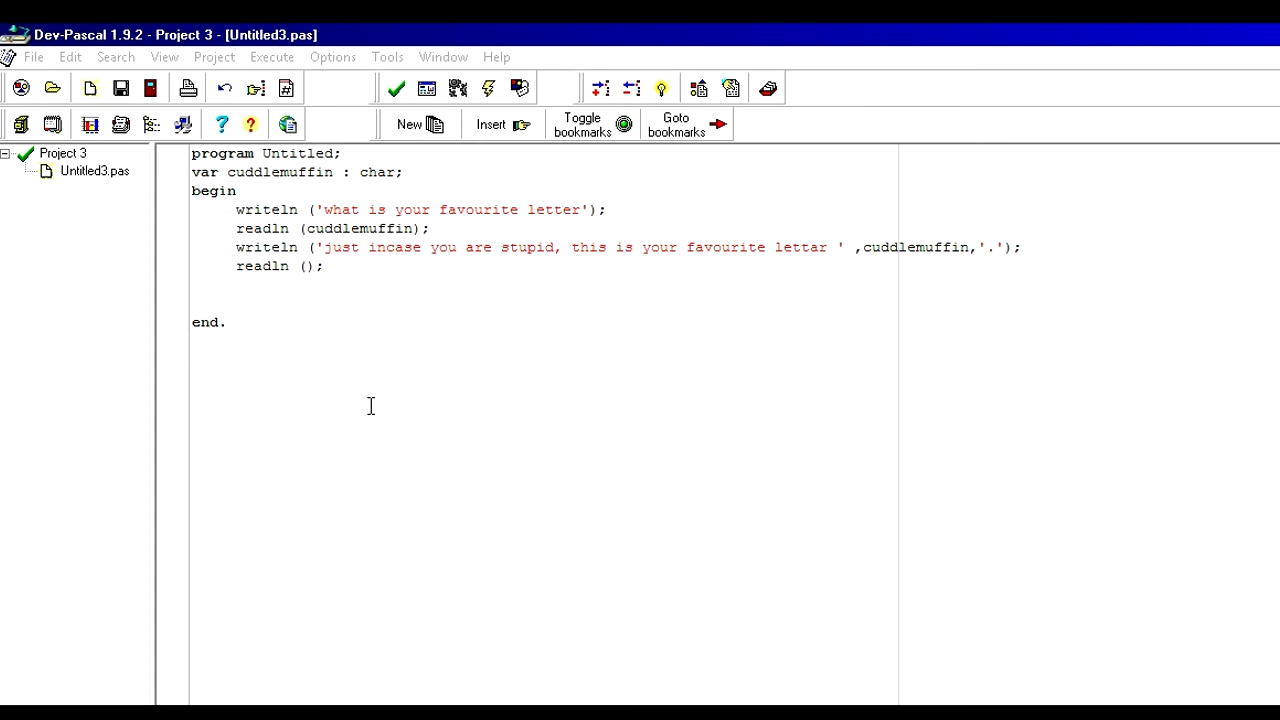 Dev-Pascal 1.9.2 - Project 3 - [Untitled3.pas]
File Edit Search View Project Execute Options Tools Window Help
New Insert Toggle bookmarks Goto bookmarks
Project 3
Untitled3.pas
program Untitled;
var cuddlemuffin : char;
begin
writeln ('what is your favourite letter');
readln (cuddlemuffin);
writeln ('just incase you are stupid, this is your favourite lettar ' ,cuddlemuffin,'.');
readln ();
end.